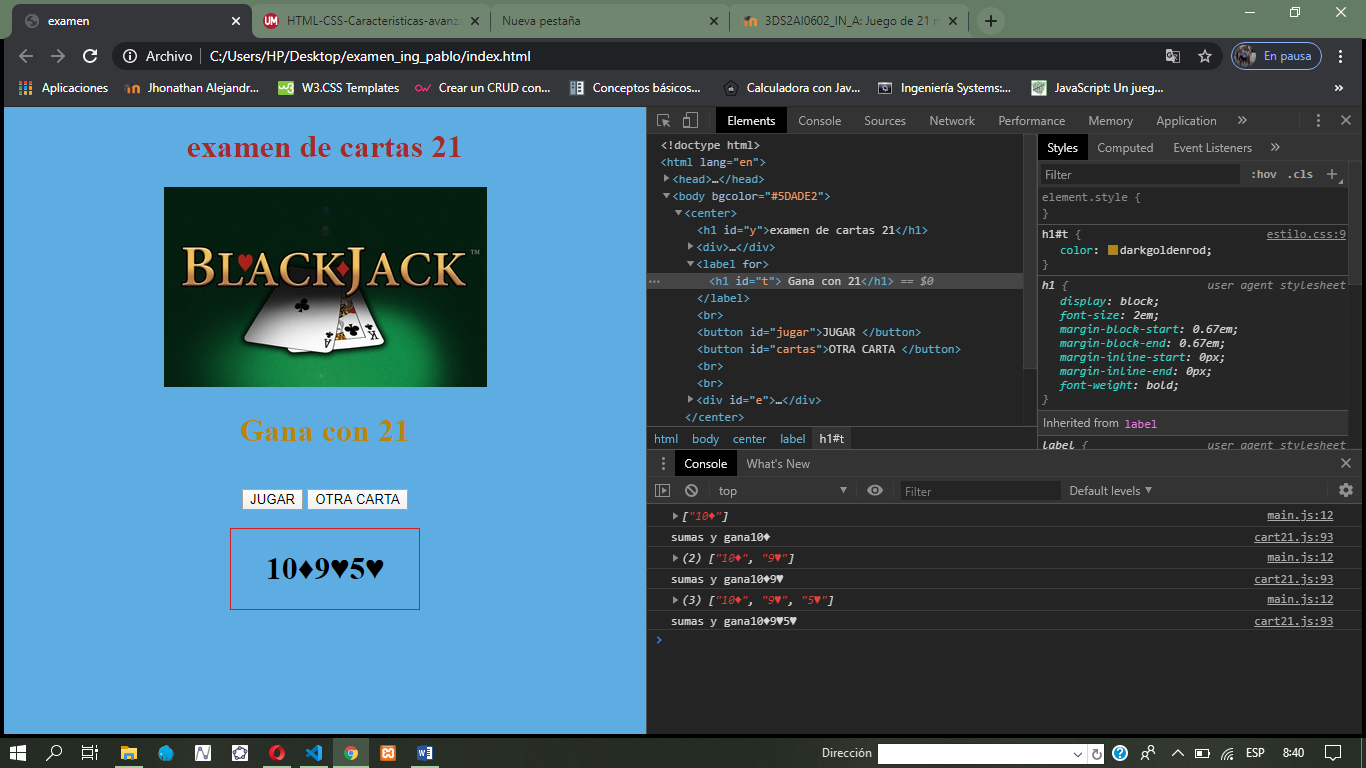 examen
HTML-CSS-Caracteristicas-avanz
Nueva pestaña
3DS2AI0602_IN_A: Juego de 21 n
Archivo
C:/Users/HP/Desktop/examen_ing_pablo/index.html
En pausa
Aplicaciones
Jhonathan Alejandr...
W3.CSS Templates
Crear un CRUD con...
Conceptos básicos...
Calculadora con Jav...
Ingeniería Systems:...
JavaScript: Un jueg...
»
examen de cartas 21
BLACKJACK™
A
K
Gana con 21
JUGAR
OTRA CARTA
10♦9♥5♥
Elements
Console
Sources
Network
Performance
Memory
Application
»
<!doctype html>
<html lang="en">
<head>…</head>
<body bgcolor="#5DADE2">
<center>
<h1 id="y">examen de cartas 21</h1>
<div>…</div>
<label for>
<h1 id="t"> Gana con 21</h1> == $0
</label>
<br>
<button id="jugar">JUGAR </button>
<button id="cartas">OTRA CARTA </button>
<br>
<br>
<div id="e">…</div>
</center>
html
body
center
label
h1#t
Styles
Computed
Event Listeners
»
Filter
:hov
.cls
+
element.style {
}
h1#t {
estilo.css:9
color: darkgoldenrod;
}
h1 {
user agent stylesheet
display: block;
font-size: 2em;
margin-block-start: 0.67em;
margin-block-end: 0.67em;
margin-inline-start: 0px;
margin-inline-end: 0px;
font-weight: bold;
}
Inherited from label
label {
user agent stylesheet
Console
What's New
top
Filter
Default levels
["10♦"]
main.js:12
sumas y gana10♦
cart21.js:93
(2) ["10♦", "9♥"]
main.js:12
sumas y gana10♦9♥
cart21.js:93
(3) ["10♦", "9♥", "5♥"]
main.js:12
sumas y gana10♦9♥5♥
cart21.js:93
Dirección
ESP
8:40